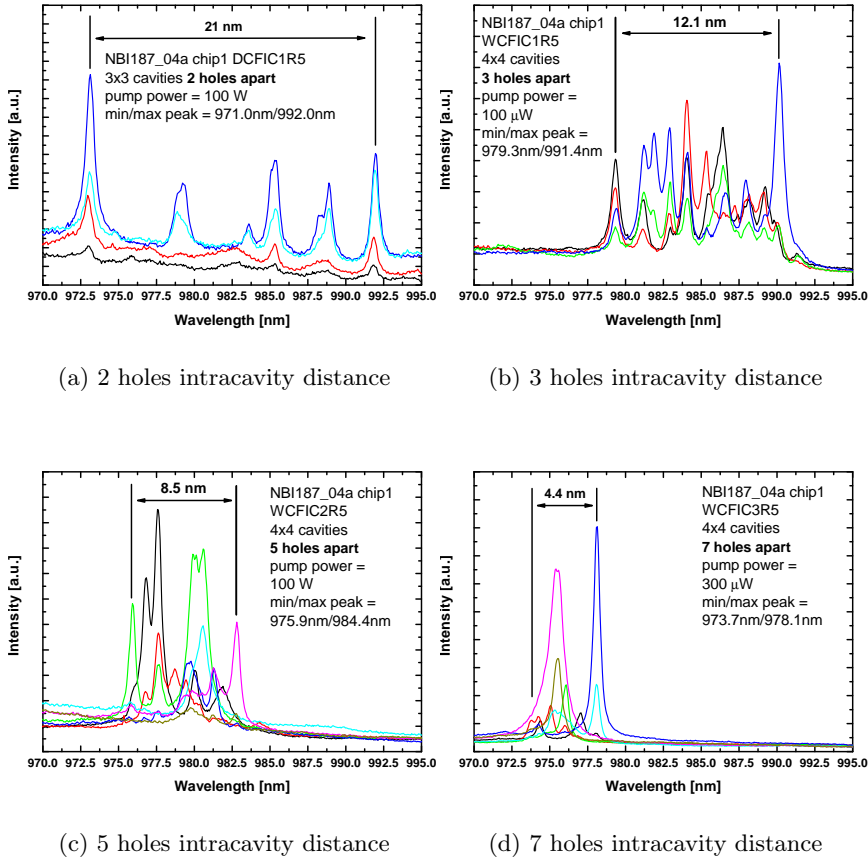 21 nm
NBI187_04a chip1 DCFIC1R5
3x3 cavities 2 holes apart
pump power = 100 W
min/max peak = 971.0nm/992.0nm
Intensity [a.u.]
970.0 972.5 975.0 977.5 980.0 982.5 985.0 987.5 990.0 992.5 995.0
Wavelength [nm]
(a) 2 holes intracavity distance
NBI187_04a chip1
WCFIC1R5
4x4 cavities
3 holes apart
pump power =
100 µW
min/max peak =
979.3nm/991.4nm
12.1 nm
Intensity [a.u.]
970.0 972.5 975.0 977.5 980.0 982.5 985.0 987.5 990.0 992.5 995.0
Wavelength [nm]
(b) 3 holes intracavity distance
8.5 nm
NBI187_04a chip1
WCFIC2R5
4x4 cavities
5 holes apart
pump power =
100 W
min/max peak =
975.9nm/984.4nm
Intensity [a.u.]
970.0 972.5 975.0 977.5 980.0 982.5 985.0 987.5 990.0 992.5 995.0
Wavelength [nm]
(c) 5 holes intracavity distance
4.4 nm
NBI187_04a chip1
WCFIC3R5
4x4 cavities
7 holes apart
pump power =
300 µW
min/max peak =
973.7nm/978.1nm
Intensity [a.u.]
970.0 972.5 975.0 977.5 980.0 982.5 985.0 987.5 990.0 992.5 995.0
Wavelength [nm]
(d) 7 holes intracavity distance